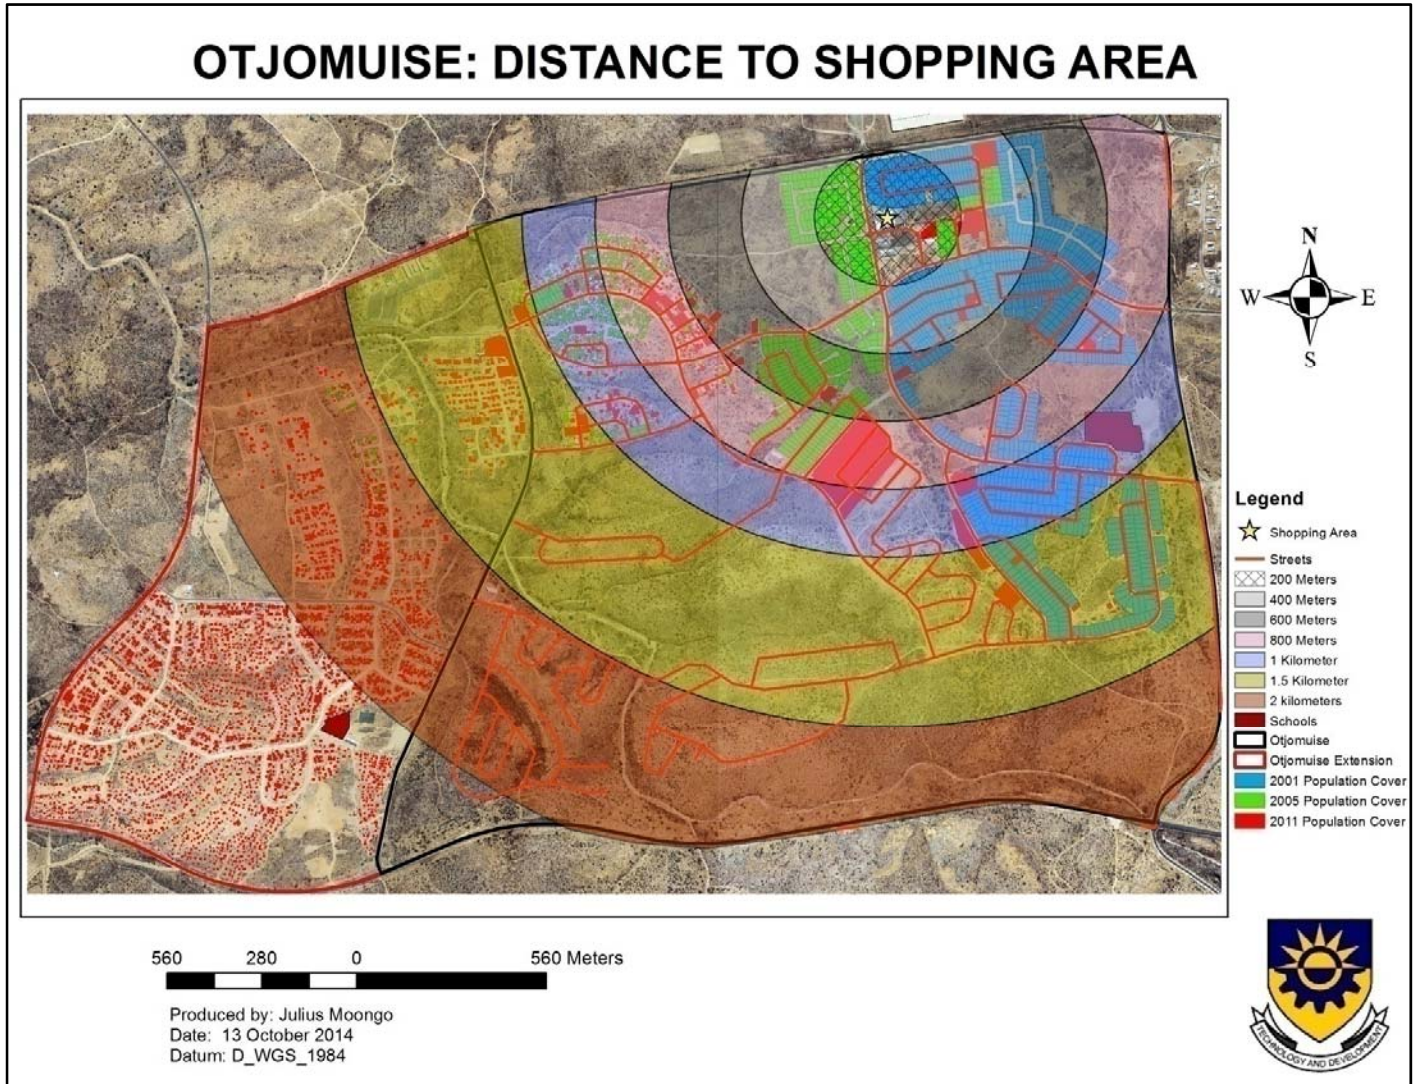 OTJOMUISE: DISTANCE TO SHOPPING AREA
N
W E
S
Legend
Shopping Area
Streets
200 Meters
400 Meters
600 Meters
800 Meters
1 Kilometer
1.5 Kilometer
2 kilometers
Schools
Otjomuise
Otjomuise Extension
2001 Population Cover
2005 Population Cover
2011 Population Cover
560 280 0 560 Meters
Produced by: Julius Moongo
Date: 13 October 2014
Datum: D_WGS_1984
TECHNOLOGY AND DEVELOPMENT